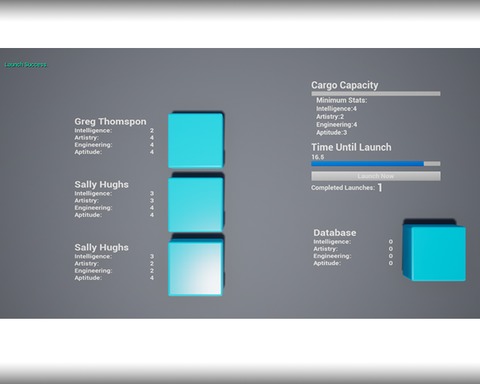 Launch Success
Greg Thomspon
Intelligence: 2
Artistry: 4
Engineering: 4
Aptitude: 4
Sally Hughs
Intelligence: 3
Artistry: 3
Engineering: 4
Aptitude: 4
Sally Hughs
Intelligence: 3
Artistry: 2
Engineering: 2
Aptitude: 4
Cargo Capacity
Minimum Stats:
Intelligence:4
Artistry:2
Engineering:4
Aptitude:3
Time Until Launch
16.5
Launch Now
Completed Launches: 1
Database
Intelligence: 0
Artistry: 0
Engineering: 0
Aptitude: 0